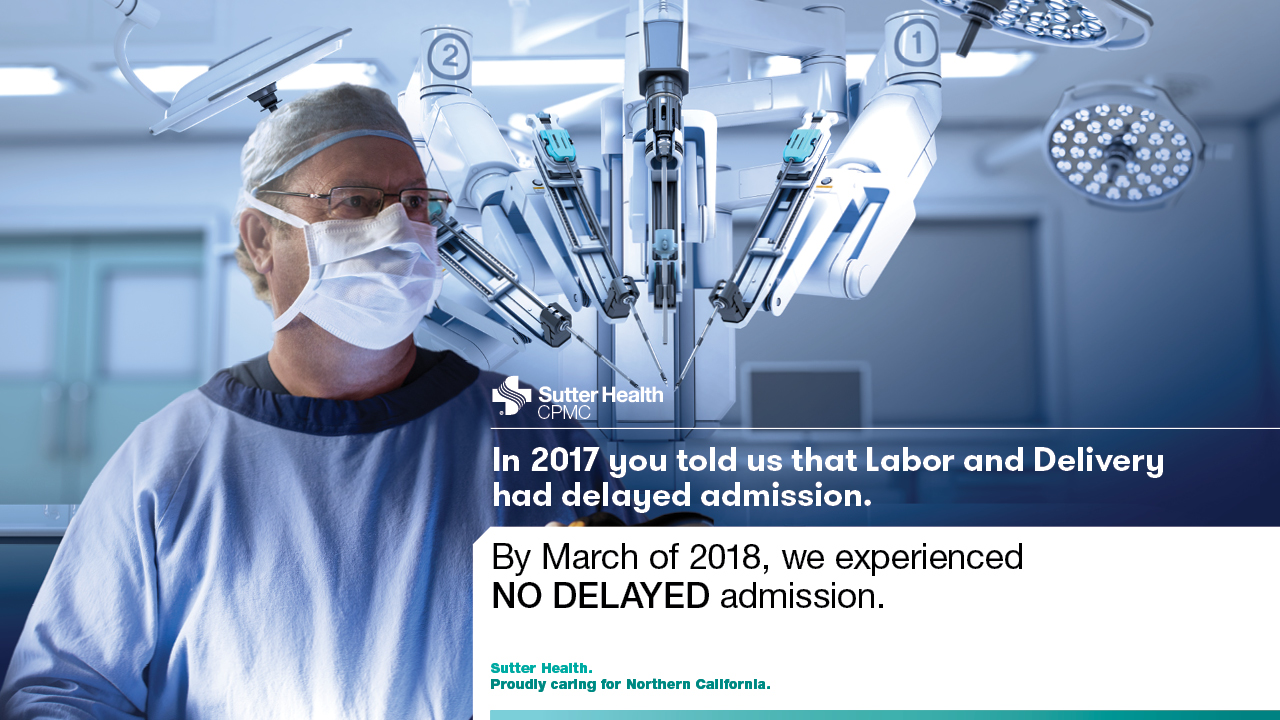 2
1
Sutter Health
CPMC
In 2017 you told us that Labor and Delivery
had delayed admission.
By March of 2018, we experienced
NO DELAYED admission.
Sutter Health.
Proudly caring for Northern California.